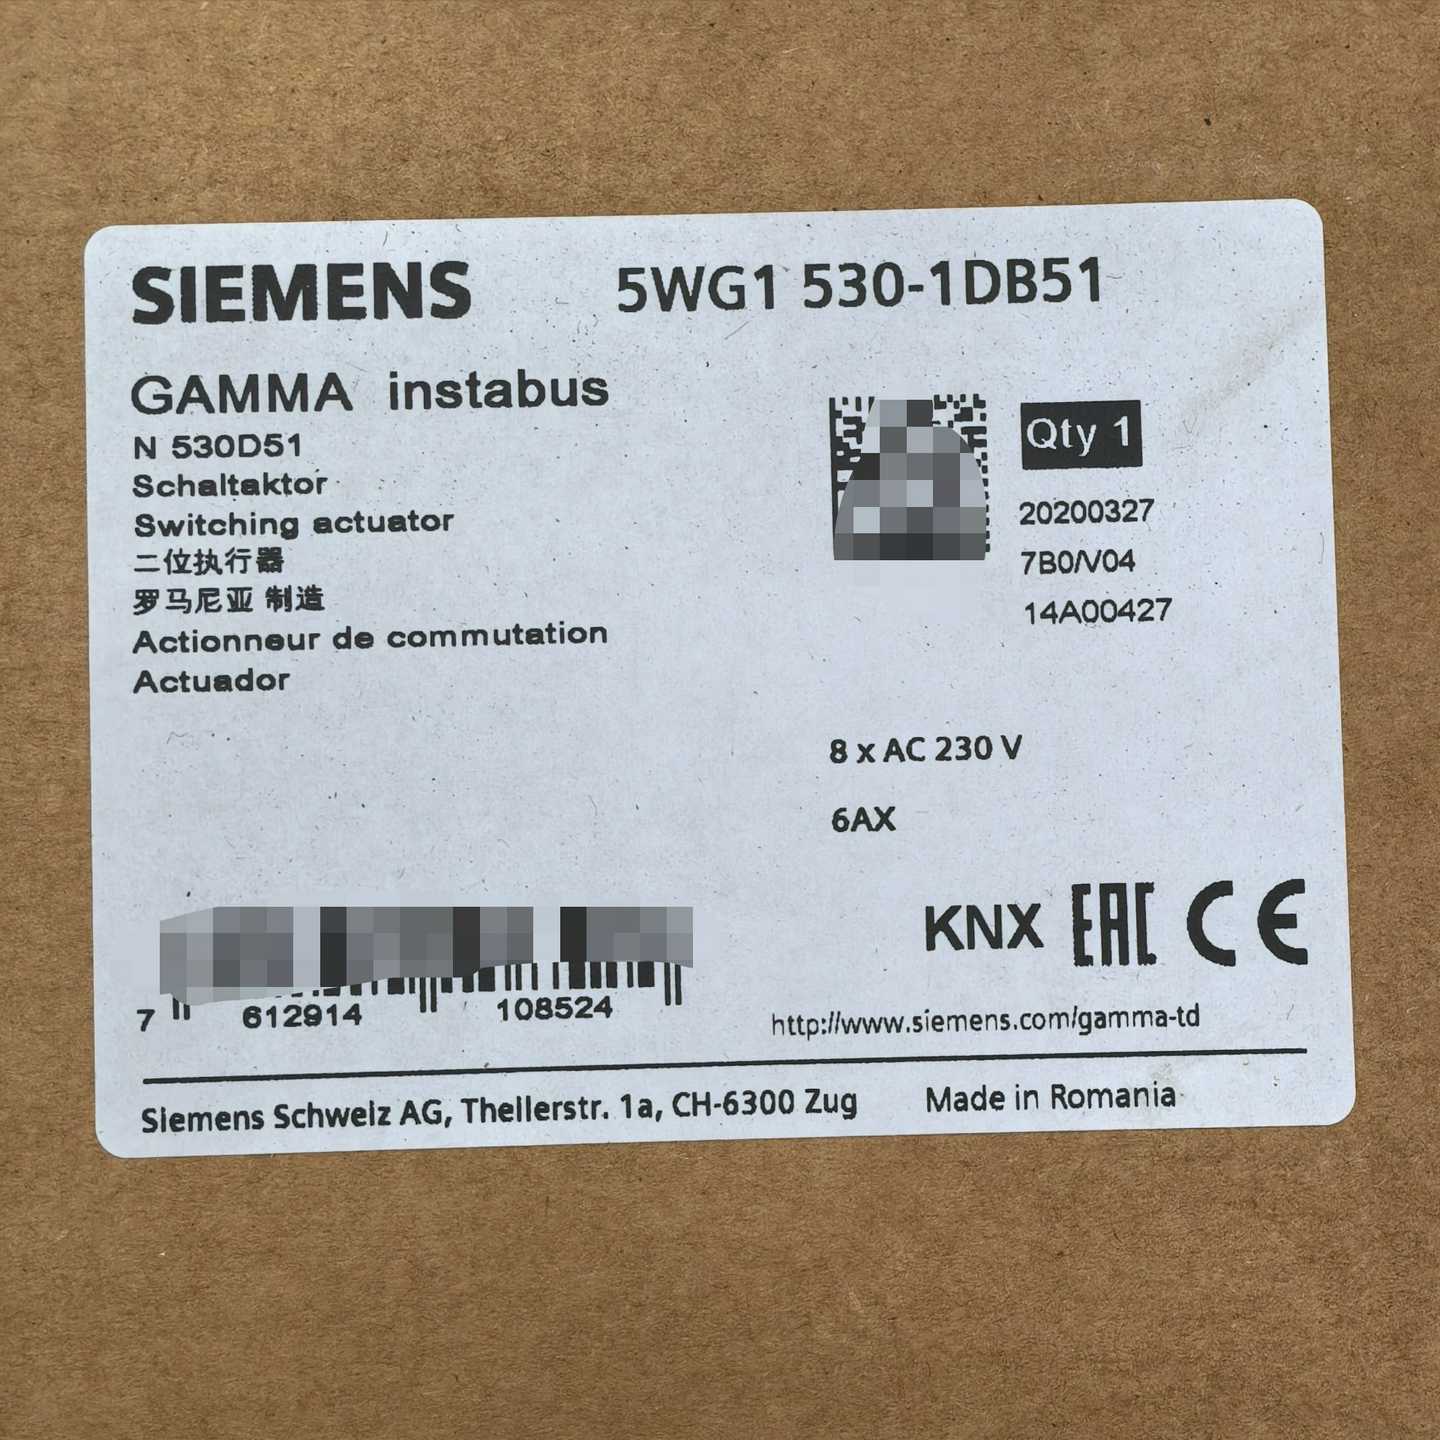 SIEMENS 5WG1 530-1DB51
GAMMA instabus
N 530D51
Schaltaktor
Switching actuator
二位执行器
罗马尼亚 制造
Actionneur de commutation
Actuador
Qty 1
20200327
7B0/V04
14A00427
8 x AC 230 V
6AX
KNX EAC CE
7 612914 108524
http://www.siemens.com/gamma-td
Siemens Schweiz AG, Theilerstr. 1a, CH-6300 Zug Made in Romania